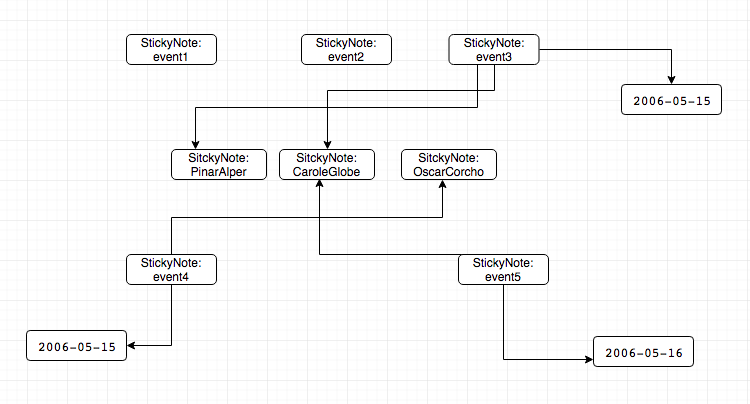 StickyNote:
event1
StickyNote:
event2
StickyNote:
event3
2006-05-15
SitckyNote:
PinarAlper
StickyNote:
CaroleGlobe
SitckyNote:
OscarCorcho
StickyNote:
event4
StickyNote:
event5
2006-05-15
2006-05-16